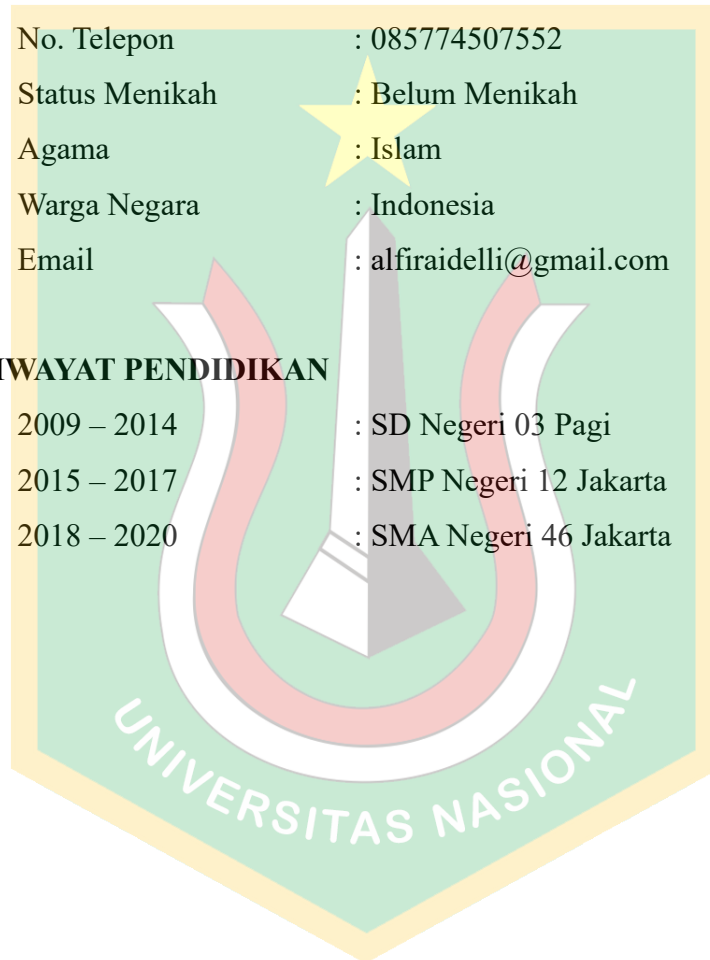 No. Telepon : 085774507552
Status Menikah : Belum Menikah
Agama : Islam
Warga Negara : Indonesia
Email : alfiraidelli@gmail.com
IWAYAT PENDIDIKAN
2009 – 2014 : SD Negeri 03 Pagi
2015 – 2017 : SMP Negeri 12 Jakarta
2018 – 2020 : SMA Negeri 46 Jakarta
UNIVERSITAS NASIONAL